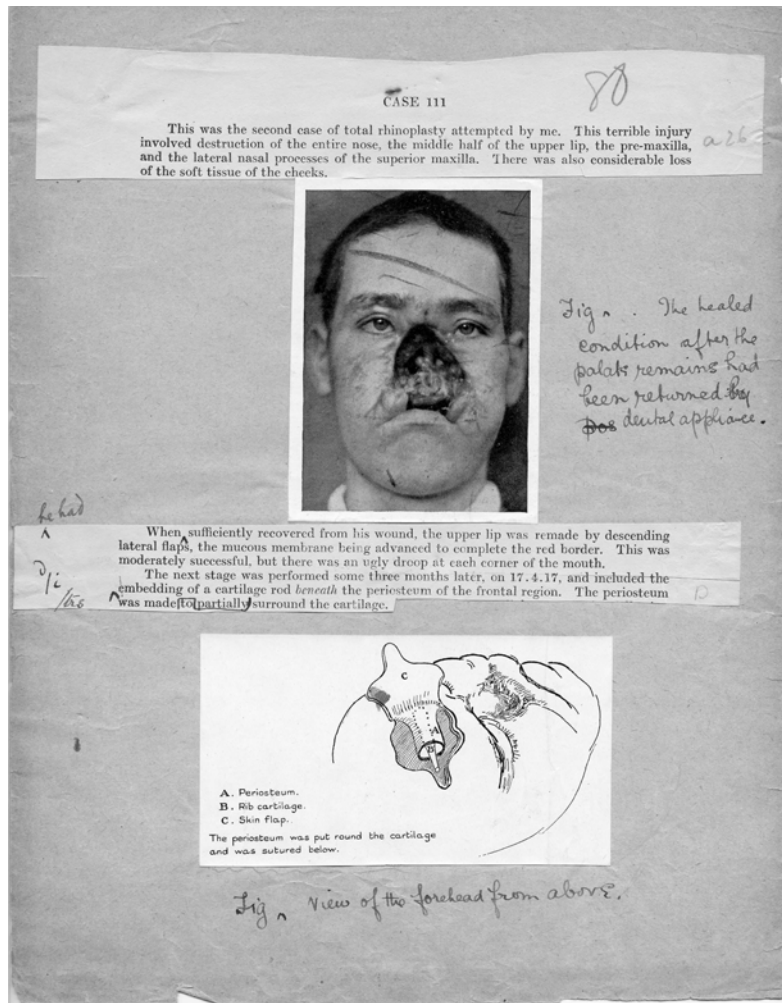 80
CASE 111
This was the second case of total rhinoplasty attempted by me. This terrible injury
involved destruction of the entire nose, the middle half of the upper lip, the pre-maxilla,
and the lateral nasal processes of the superior maxilla. There was also considerable loss
of the soft tissue of the cheeks.
a 26
Fig . The healed
condition after the
palate remains had
been returned by
dental appliance.
he had
When sufficiently recovered from his wound, the upper lip was remade by descending
lateral flaps, the mucous membrane being advanced to complete the red border. This was
moderately successful, but there was an ugly droop at each corner of the mouth.
The next stage was performed some three months later, on 17.4.17, and included the
embedding of a cartilage rod beneath the periosteum of the frontal region. The periosteum
was made to partially surround the cartilage.
/trs
D
C
A
B
A. Periosteum.
B. Rib cartilage.
C. Skin flap.
The periosteum was put round the cartilage
and was sutured below.
Fig View of the forehead from above.